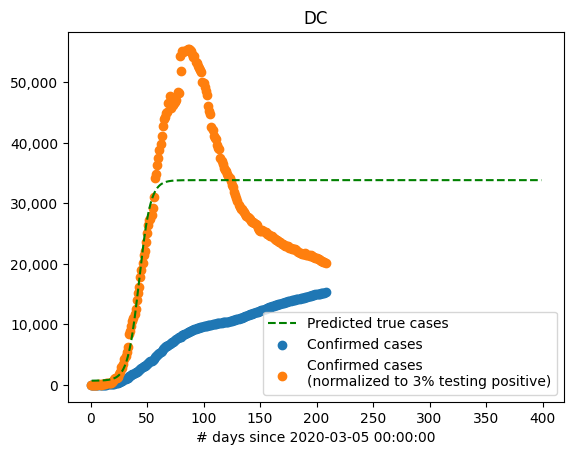 DC
50,000
40,000
30,000
20,000
10,000
0
Predicted true cases
Confirmed cases
Confirmed cases
(normalized to 3% testing positive)
0 50 100 150 200 250 300 350 400
# days since 2020-03-05 00:00:00